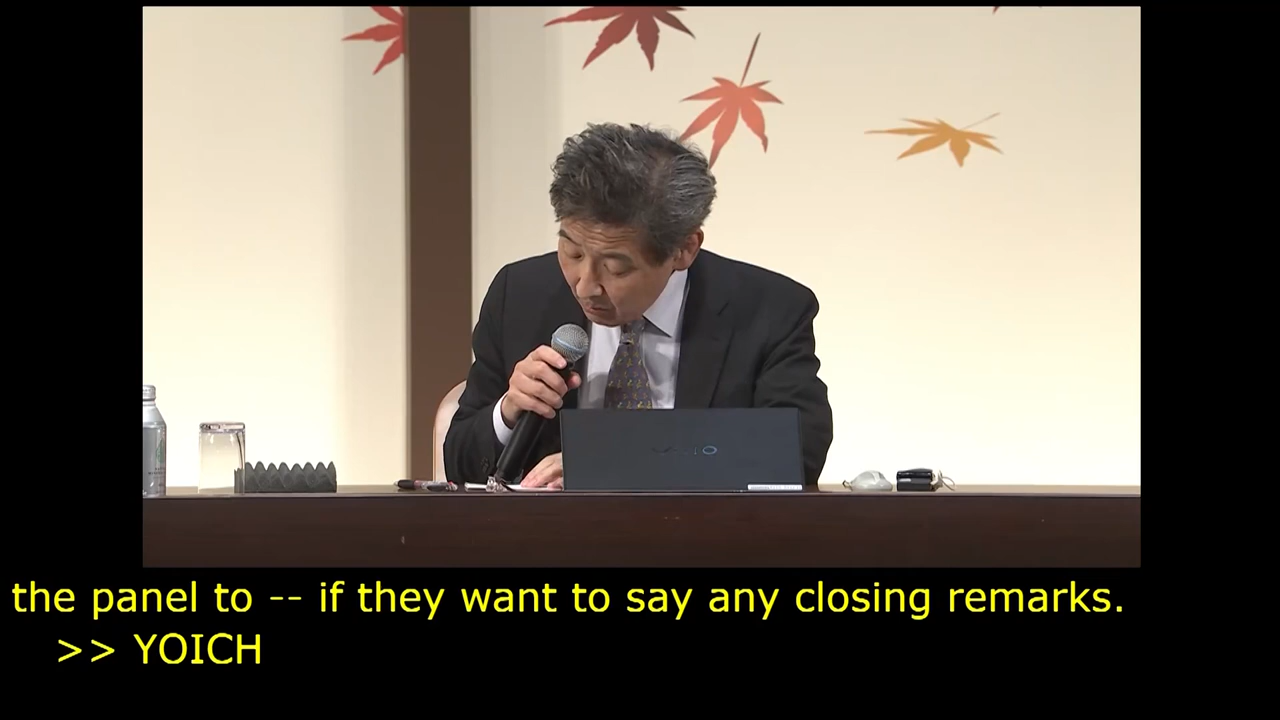 the panel to -- if they want to say any closing remarks.
>> YOICH